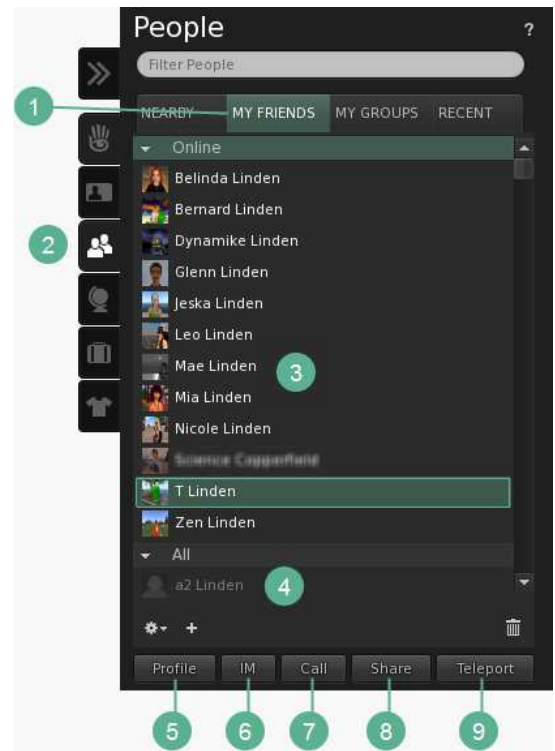 People
?
Filter People
1
NEARBY MY FRIENDS MY GROUPS RECENT
Online
Belinda Linden
Bernard Linden
2
Dynamike Linden
Glenn Linden
Jeska Linden
Leo Linden
Mae Linden
3
Mia Linden
Nicole Linden
T Linden
Zen Linden
All
a2 Linden
4
+
Profile IM Call Share Teleport
5 6 7 8 9